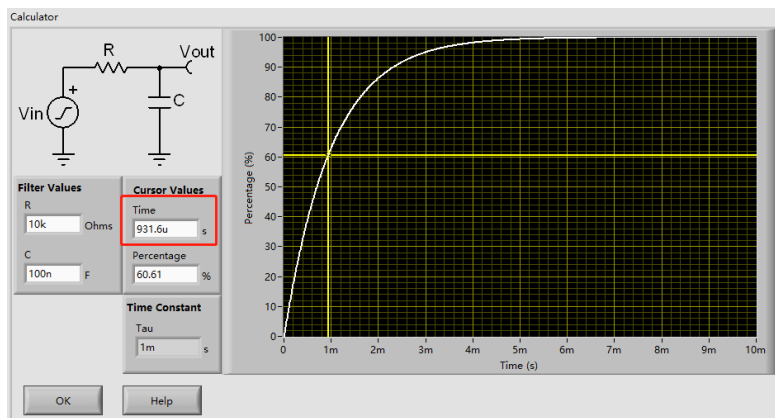 Calculator
R
Vout
+
Vin
C
Filter Values
R
10k Ohms
C
100n F
Cursor Values
Time
931.6u s
Percentage
60.61 %
Time Constant
Tau
1m s
OK
Help
Percentage (%)
100
90
80
70
60
50
40
30
20
10
0
0 1m 2m 3m 4m 5m 6m 7m 8m 9m 10m
Time (s)